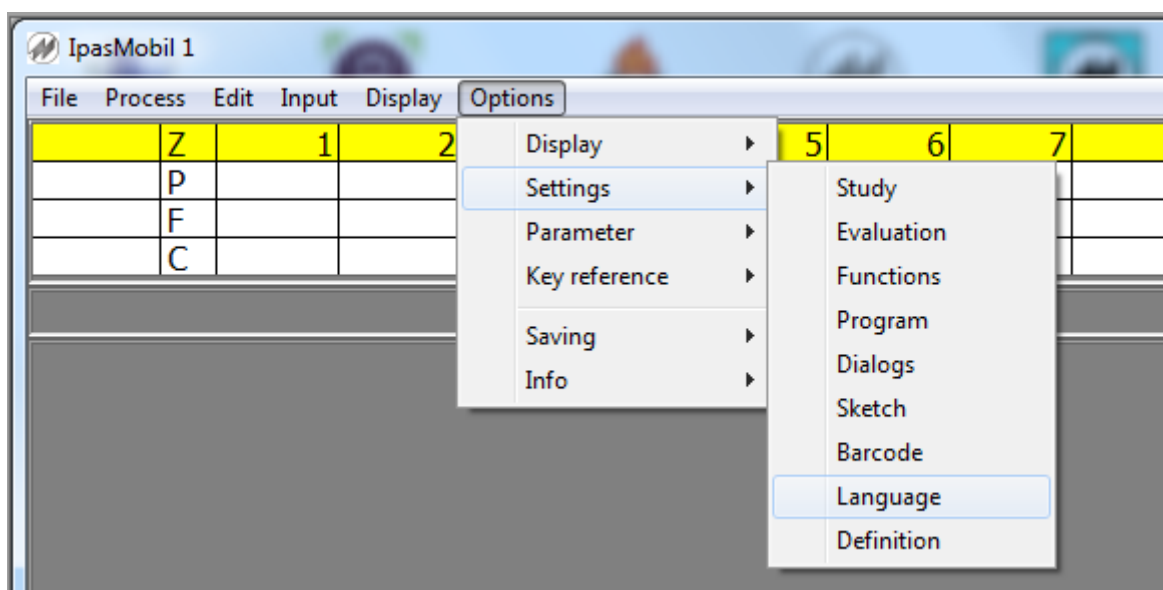 IpasMobil 1
File Process Edit Input Display Options
Z 1 2 5 6 7
P
F
C
Display
Settings
Parameter
Key reference
Saving
Info
Study
Evaluation
Functions
Program
Dialogs
Sketch
Barcode
Language
Definition